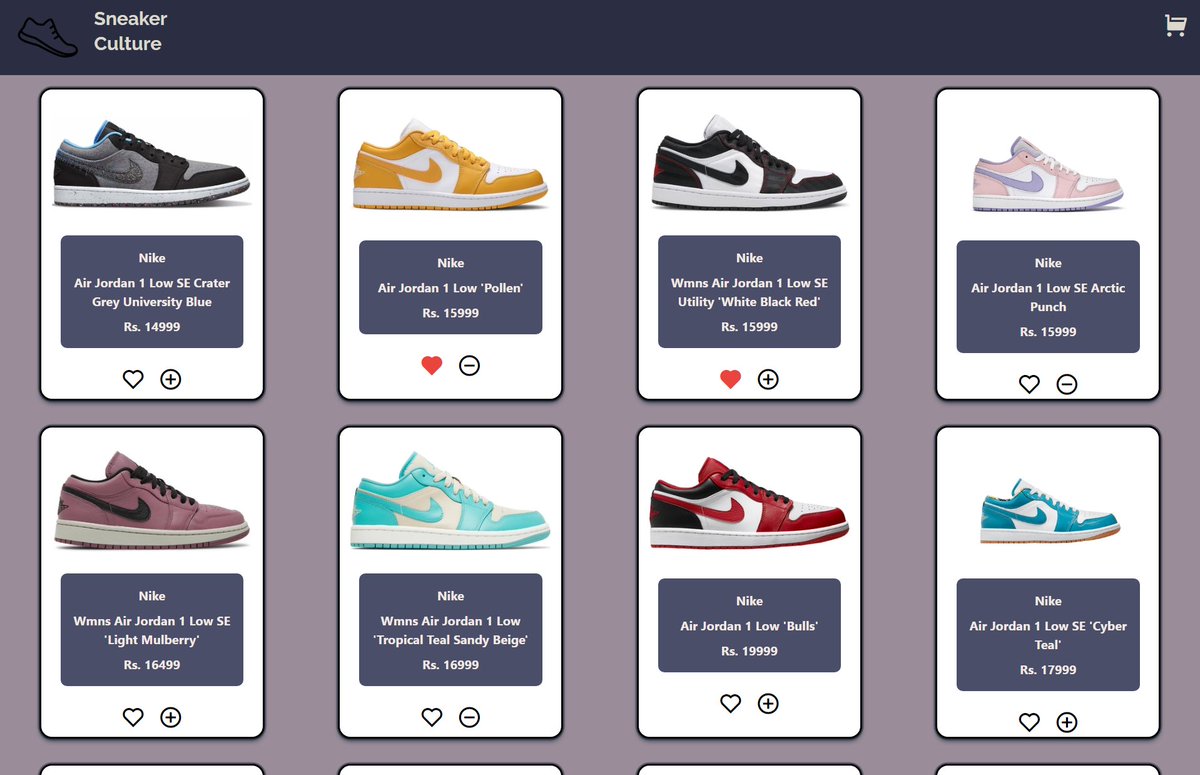 Sneaker
Culture
Nike
Air Jordan 1 Low SE Crater
Grey University Blue
Rs. 14999
Nike
Air Jordan 1 Low 'Pollen'
Rs. 15999
Nike
Wmns Air Jordan 1 Low SE
Utility 'White Black Red'
Rs. 15999
Nike
Air Jordan 1 Low SE Arctic
Punch
Rs. 15999
Nike
Wmns Air Jordan 1 Low SE
'Light Mulberry'
Rs. 16499
Nike
Wmns Air Jordan 1 Low
'Tropical Teal Sandy Beige'
Rs. 16999
Nike
Air Jordan 1 Low 'Bulls'
Rs. 19999
Nike
Air Jordan 1 Low SE 'Cyber
Teal'
Rs. 17999